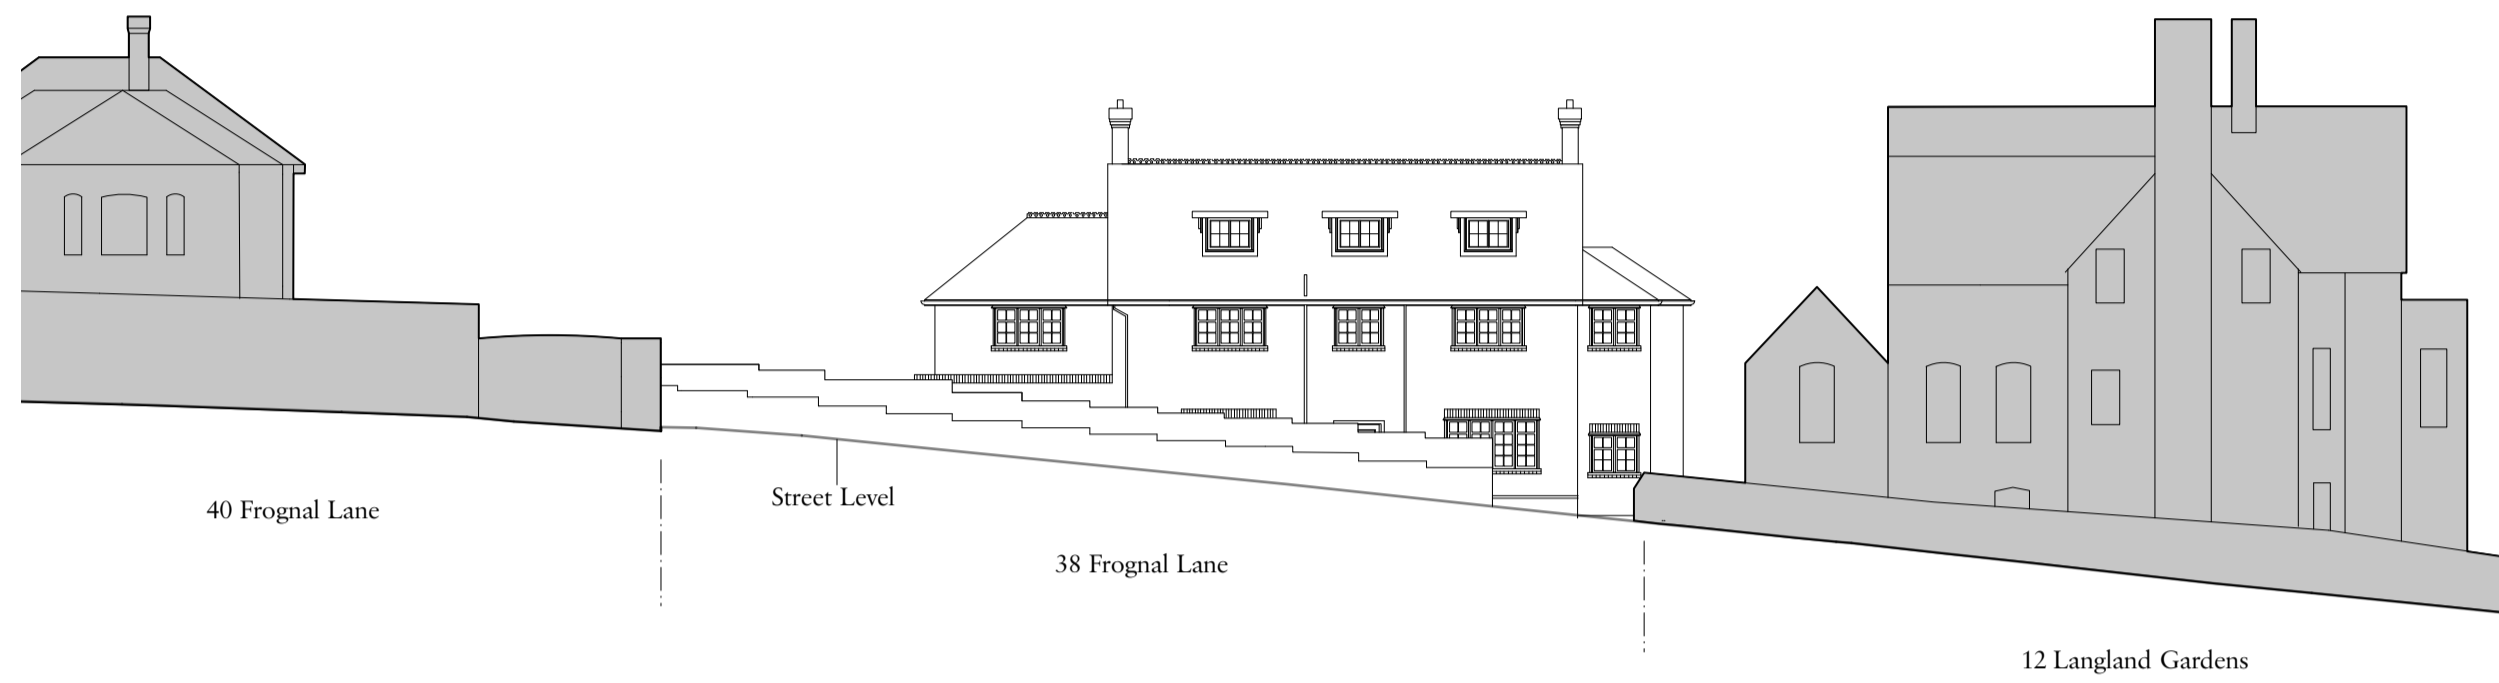 40 Frognal Lane
Street Level
38 Frognal Lane
12 Langland Gardens